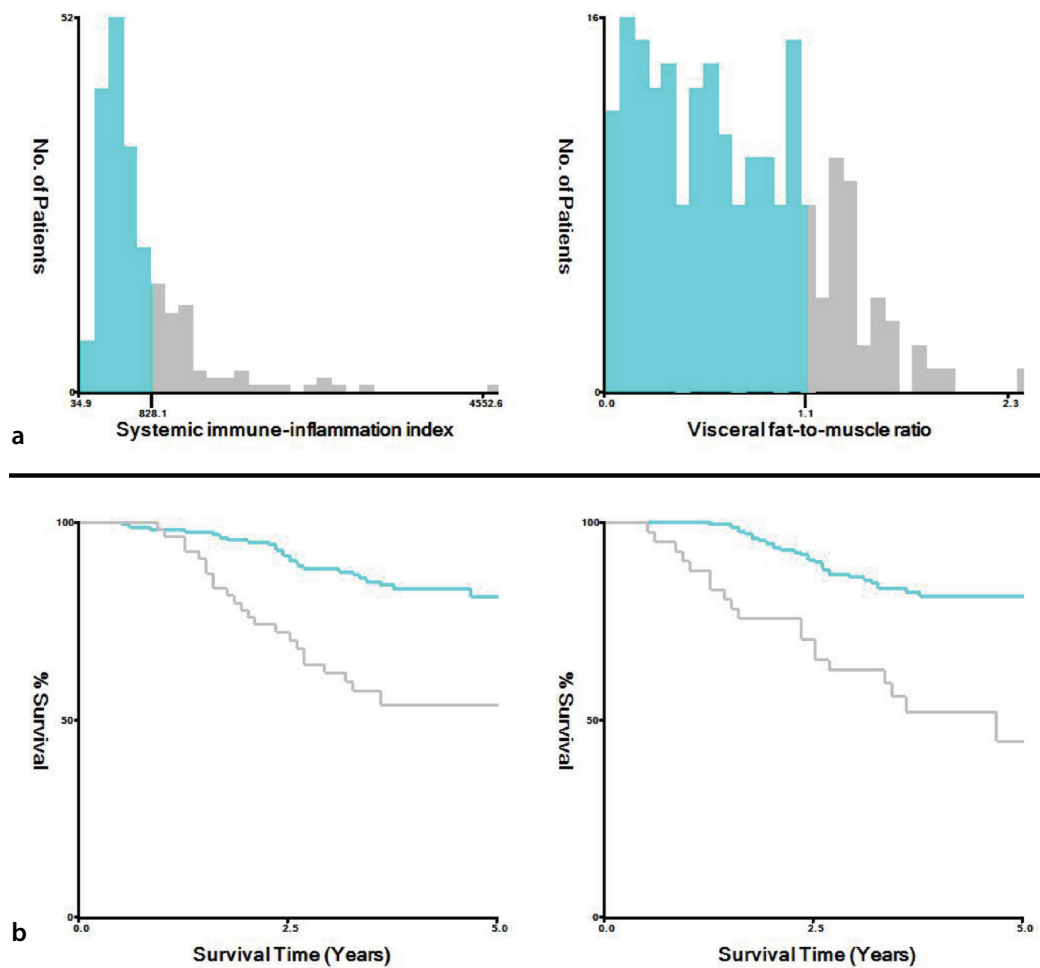 52
No. of Patients
0
34.9
828.1
4552.6
Systemic immune-inflammation index
16
No. of Patients
0
0.0
1.1
2.3
Visceral fat-to-muscle ratio
a
100
% Survival
50
0
0.0
2.5
5.0
Survival Time (Years)
100
% Survival
50
0
0.0
2.5
5.0
Survival Time (Years)
b